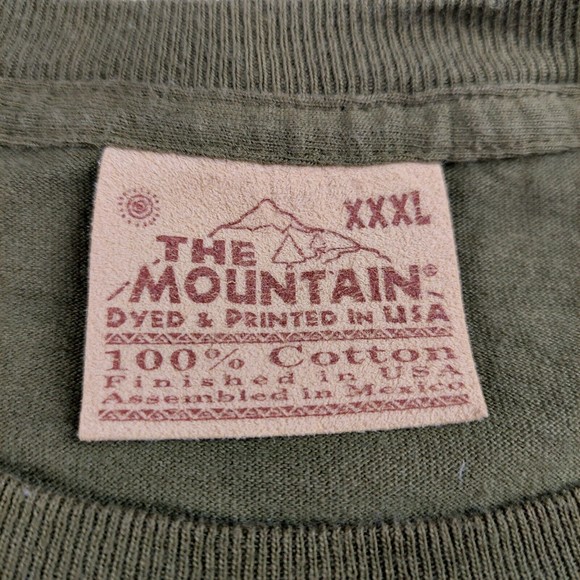 XXXL
THE
MOUNTAIN®
DYED & PRINTED IN USA
100% Cotton
Finished in USA
Assembled in Mexico